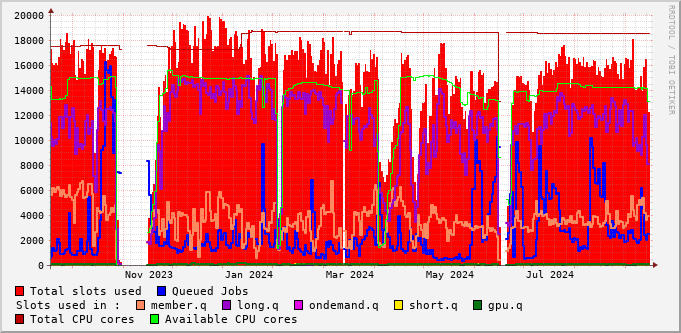 20000
18000
16000
14000
12000
10000
8000
6000
4000
2000
0
Nov 2023 Jan 2024 Mar 2024 May 2024 Jul 2024
Total slots used Queued Jobs
Slots used in : member.q long.q ondemand.q short.q gpu.q
Total CPU cores Available CPU cores
RRDTOOL / TOBI OETIKER